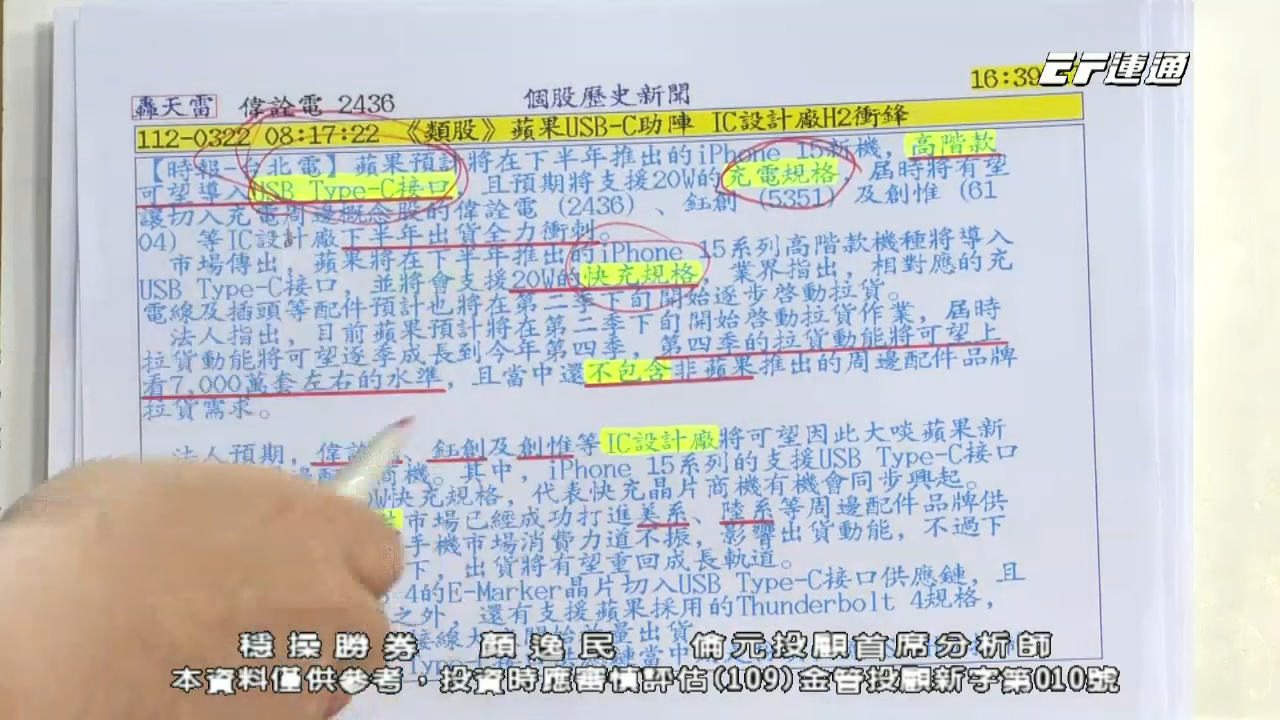 16:39
EF運通
轟天雷 偉詮電 2436 個股歷史新聞
112-0322 08:17:22 《類股》蘋果USB-C助陣 IC設計廠H2衝鋒
【時報-台北電】蘋果預計將在下半年推出的iPhone 15新機，高階款
可望導入USB Type-C接口，且預期將支援20W的充電規格，屆時將有望
讓切入充電周邊概念股的偉詮電 (2436) 、鈺創 (5351) 及創惟 (61
04) 等IC設計廠下半年出貨全力衝刺。
市場傳出，蘋果將在下半年推出的iPhone 15系列高階款機種將導入
USB Type-C接口，並將會支援20W的快充規格，業界指出，相對應的充
電線及插頭等配件預計也將在第二季下旬開始逐步啓動拉貨。
法人指出，目前蘋果預計將在第二季下旬開始啓動拉貨作業，屆時
拉貨動能將可望逐季成長到今年第四季，第四季的拉貨動能將可望上
看7,000萬套左右的水準，且當中還不包含非蘋果推出的周邊配件品牌
拉貨需求。
法人預期，偉詮、鈺創及創惟等IC設計廠將可望因此大啖蘋果新
商機。其中，iPhone 15系列的支援USB Type-C接口
W快充規格，代表快充晶片商機有機會同步興起。
市場已經成功打進美系、陸系等周邊配件品牌供
手機市場消費力道不振，影響出貨動能，不過下
下，出貨將有望重回成長軌道。
4的E-Marker晶片切入USB Type-C接口供應鏈，且
之外，還有支援蘋果採用的Thunderbolt 4規格，
接線 開始放量出貨
穩操勝券 顏逸民 倫元投顧首席分析師
本資料僅供參考，投資時應審慎評估(109)金管投顧新字第010號